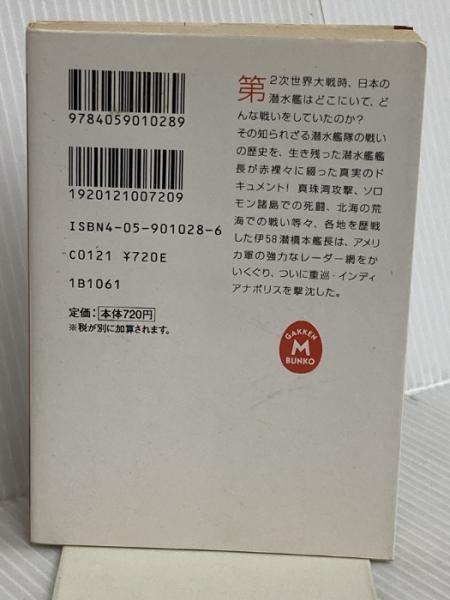 9784059010289
1920121007209
ISBN4-05-901028-6
C0121 ¥720E
1B1061
定価：本体720円
※税が別に加算されます。
第2次世界大戦時、日本の
潜水艦はどこにいて、ど
んな戦いをしていたのか？
その知られざる潜水艦隊の戦い
の歴史を、生き残った潜水艦艦
長が赤裸々に綴った真実のド
キュメント！ 真珠湾攻撃、ソロ
モン諸島での死闘、北海の荒
海での戦い等々、各地を歴戦
した伊58潜橋本艦長は、アメリ
カ軍の強力なレーダー網をか
いくぐり、ついに重巡・インディ
アナポリスを撃沈した。
GAKKEN
M
BUNKO